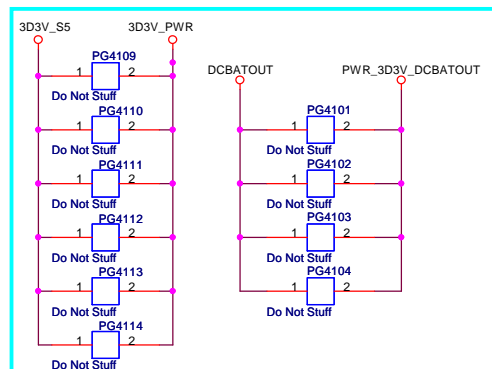 3D3V_S5 3D3V_PWR
PG4109
1 2
Do Not Stuff
PG4110
1 2
Do Not Stuff
PG4111
1 2
Do Not Stuff
PG4112
1 2
Do Not Stuff
PG4113
1 2
Do Not Stuff
PG4114
1 2
Do Not Stuff
DCBATOUT PWR_3D3V_DCBATOUT
PG4101
1 2
Do Not Stuff
PG4102
1 2
Do Not Stuff
PG4103
1 2
Do Not Stuff
PG4104
1 2
Do Not Stuff